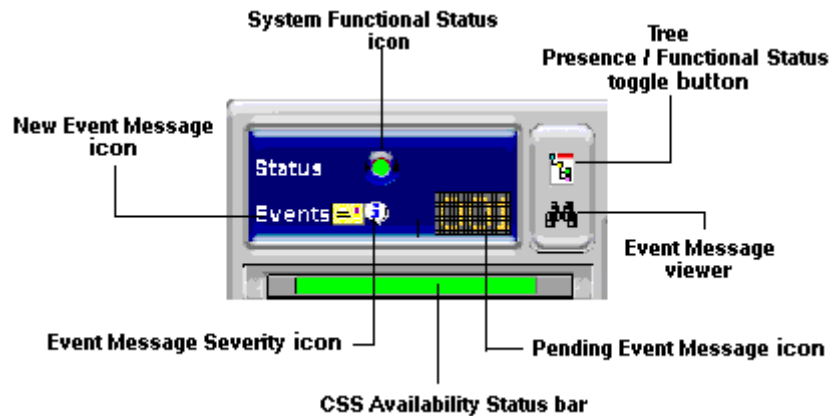 System Functional Status
icon
Tree
Presence / Functional Status
toggle button
New Event Message
icon
Status
Events
Event Message
viewer
Event Message Severity icon
Pending Event Message icon
CSS Availability Status bar